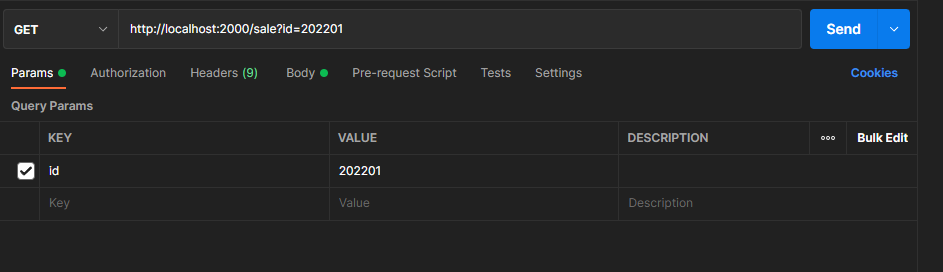 GET http://localhost:2000/sale?id=202201 Send
Params Authorization Headers (9) Body Pre-request Script Tests Settings Cookies
Query Params
KEY VALUE DESCRIPTION ooo Bulk Edit
id 202201
Key Value Description